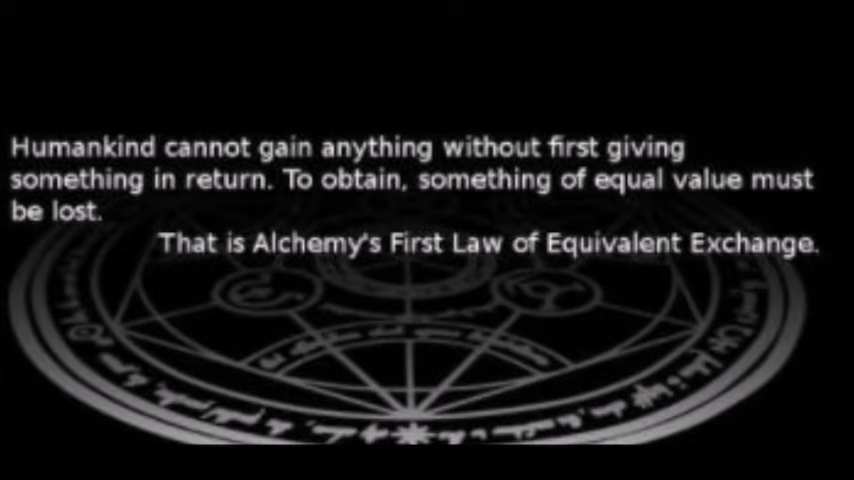 Humankind cannot gain anything without first giving
something in return. To obtain, something of equal value must
be lost.
That is Alchemy's First Law of Equivalent Exchange.